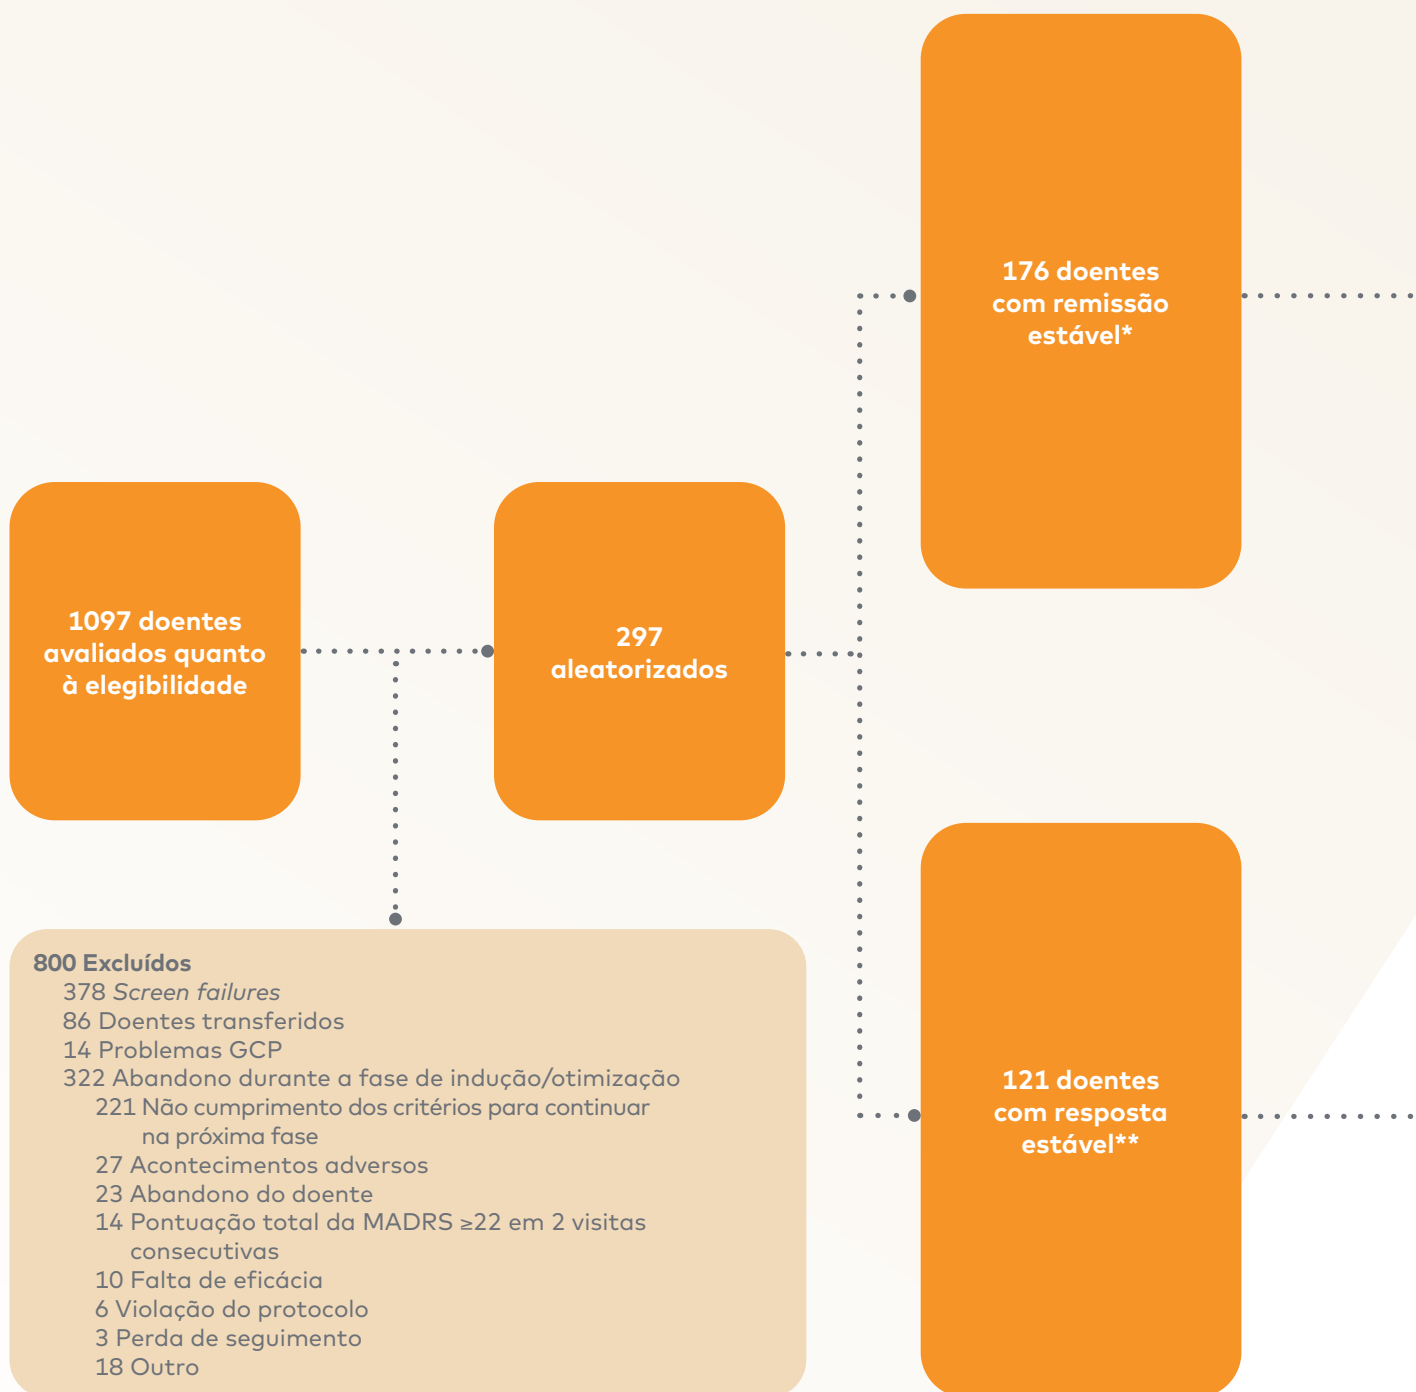 1097 doentes
avaliados quanto
à elegibilidade
297
aleatorizados
176 doentes
com remissão
estável*
121 doentes
com resposta
estável**
800 Excluídos
378 Screen failures
86 Doentes transferidos
14 Problemas GCP
322 Abandono durante a fase de indução/otimização
221 Não cumprimento dos critérios para continuar
na próxima fase
27 Acontecimentos adversos
23 Abandono do doente
14 Pontuação total da MADRS ≥22 em 2 visitas
consecutivas
10 Falta de eficácia
6 Violação do protocolo
3 Perda de seguimento
18 Outro